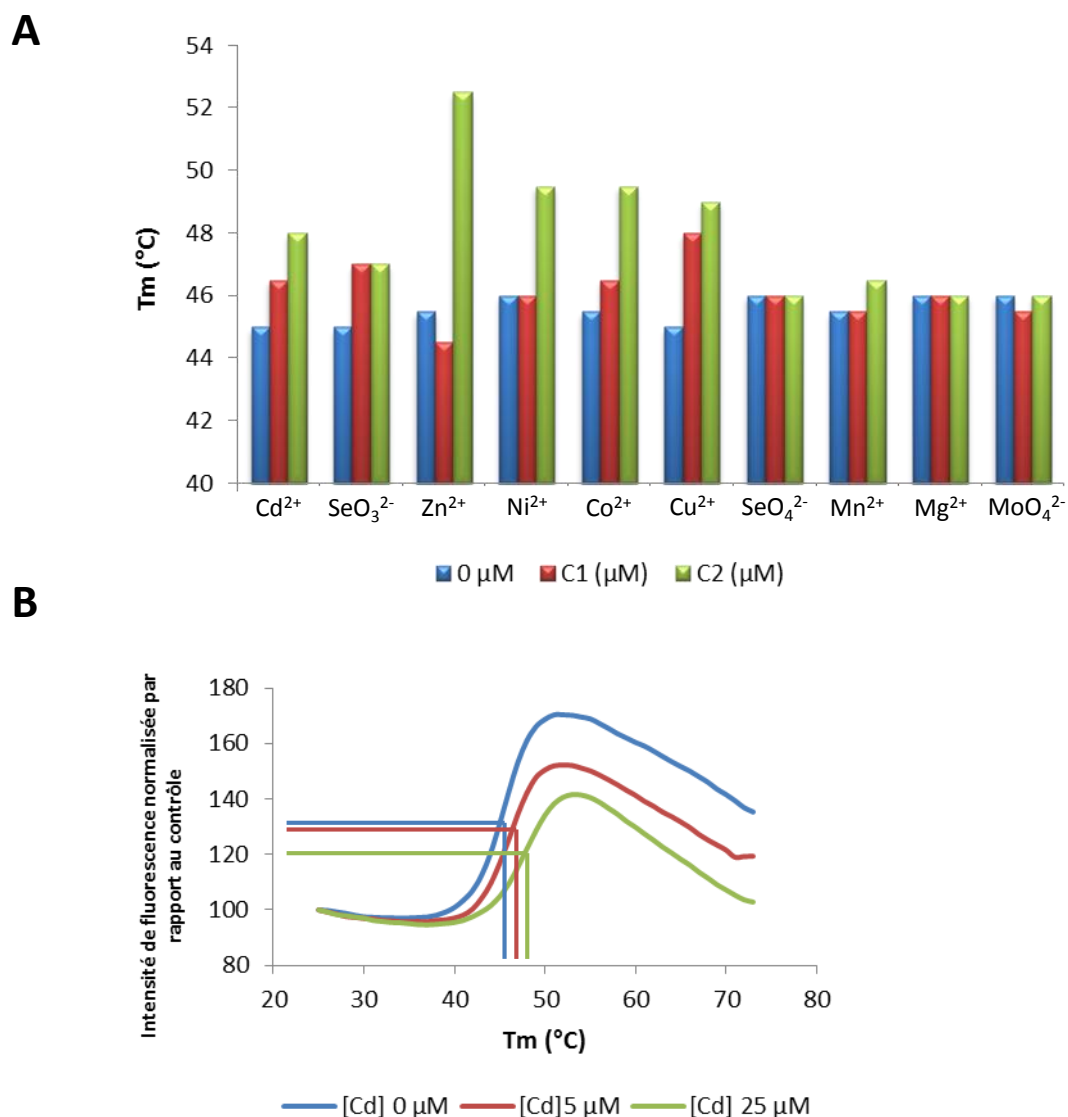 A
54
52
50
48
46
44
42
40
Tm (°C)
Cd²⁺ SeO₃²⁻ Zn²⁺ Ni²⁺ Co²⁺ Cu²⁺ SeO₄²⁻ Mn²⁺ Mg²⁺ MoO₄²⁻
0 µM C1 (µM) C2 (µM)
B
Intensité de fluorescence normalisée par
rapport au contrôle
180
160
140
120
100
80
20 30 40 50 60 70 80
Tm (°C)
[Cd] 0 µM [Cd]5 µM [Cd] 25 µM